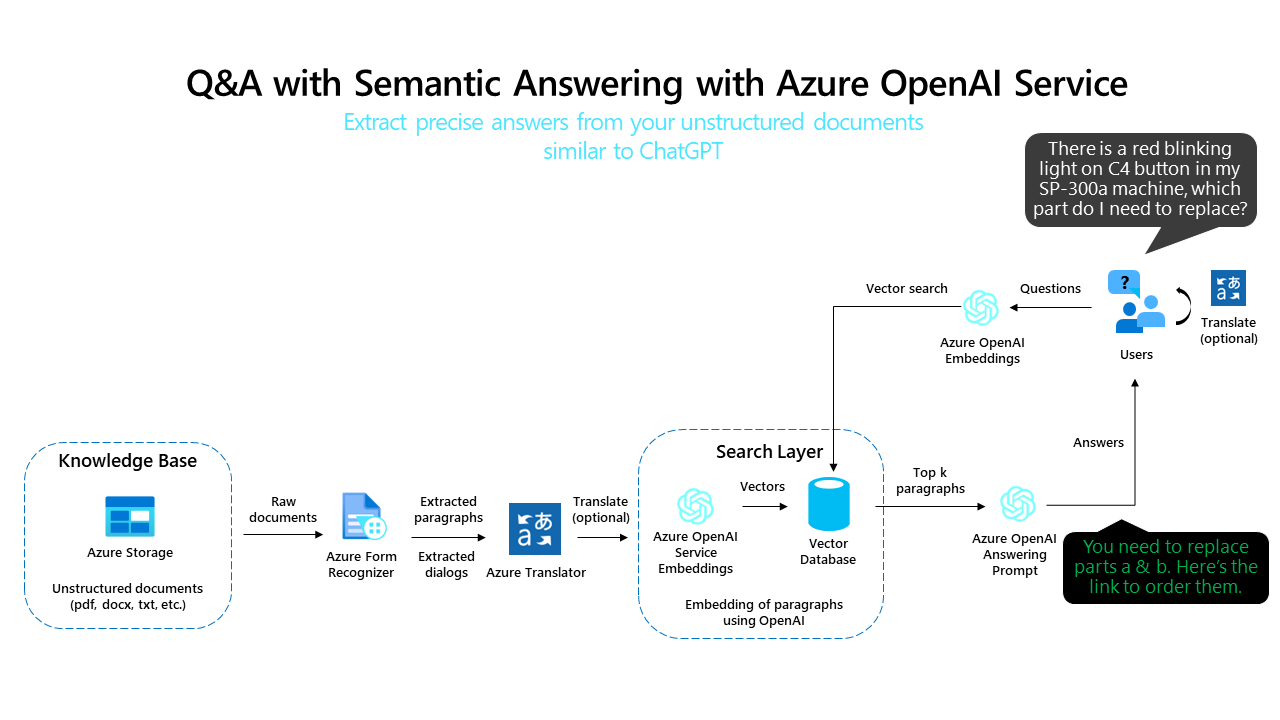 Q&A with Semantic Answering with Azure OpenAI Service
Extract precise answers from your unstructured documents
similar to ChatGPT
There is a red blinking
light on C4 button in my
SP-300a machine, which
part do I need to replace?
Vector search
Questions
?
あ
a
Azure OpenAI
Embeddings
Users
Translate
(optional)
Answers
Knowledge Base
Azure Storage
Unstructured documents
(pdf, docx, txt, etc.)
Raw
documents
Azure Form
Recognizer
Extracted
paragraphs
Extracted
dialogs
あ
a
Azure Translator
Translate
(optional)
Search Layer
Azure OpenAI
Service
Embeddings
Vectors
Vector
Database
Embedding of paragraphs
using OpenAI
Top k
paragraphs
Azure OpenAI
Answering
Prompt
You need to replace
parts a & b. Here's the
link to order them.